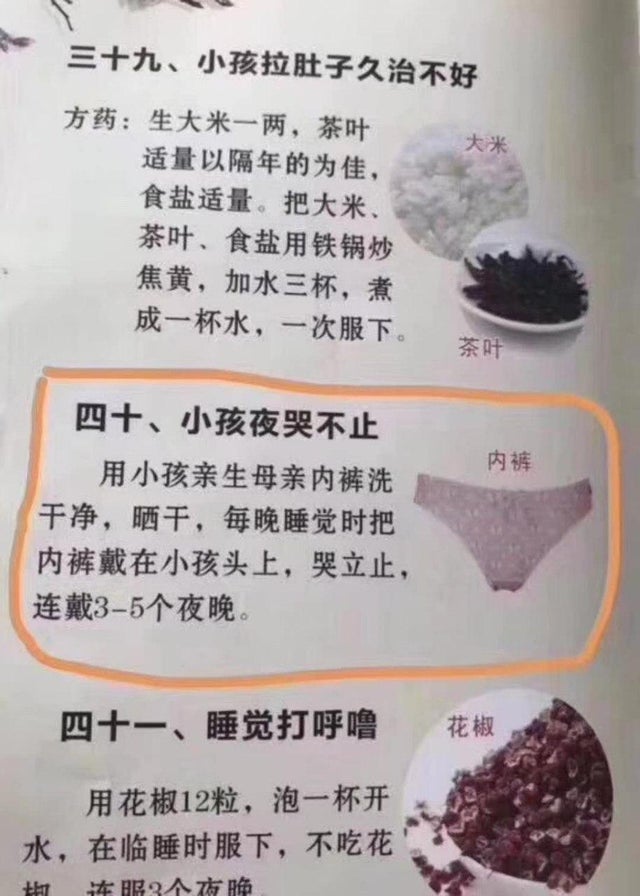 三十九、小孩拉肚子久治不好
方药：生大米一两，茶叶
适量以隔年的为佳，
食盐适量。把大米、
茶叶、食盐用铁锅炒
焦黄，加水三杯，煮
成一杯水，一次服下。
大米
茶叶
四十、小孩夜哭不止
用小孩亲生母亲内裤洗
干净，晒干，每晚睡觉时把
内裤戴在小孩头上，哭立止，
连戴3-5个夜晚。
内裤
四十一、睡觉打呼噜
用花椒12粒，泡一杯开
水，在临睡时服下，不吃花
椒，连服3个夜晚。
花椒